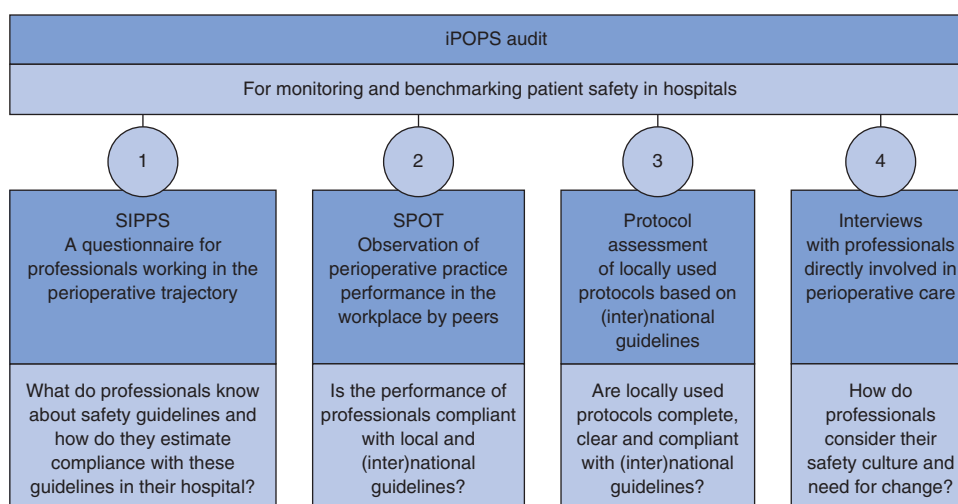 iPOPS audit
For monitoring and benchmarking patient safety in hospitals
1
2
3
4
SIPPS
A questionnaire for
professionals working in the
perioperative trajectory
SPOT
Observation of
perioperative practice
performance in the
workplace by peers
Protocol
assessment
of locally used
protocols based on
(inter)national
guidelines
Interviews
with professionals
directly involved in
perioperative care
What do professionals know
about safety guidelines and
how do they estimate
compliance with these
guidelines in their hospital?
Is the performance of
professionals compliant
with local and
(inter)national
guidelines?
Are locally used
protocols complete,
clear and compliant
with (inter)national
guidelines?
How do
professionals
consider their
safety culture and
need for change?